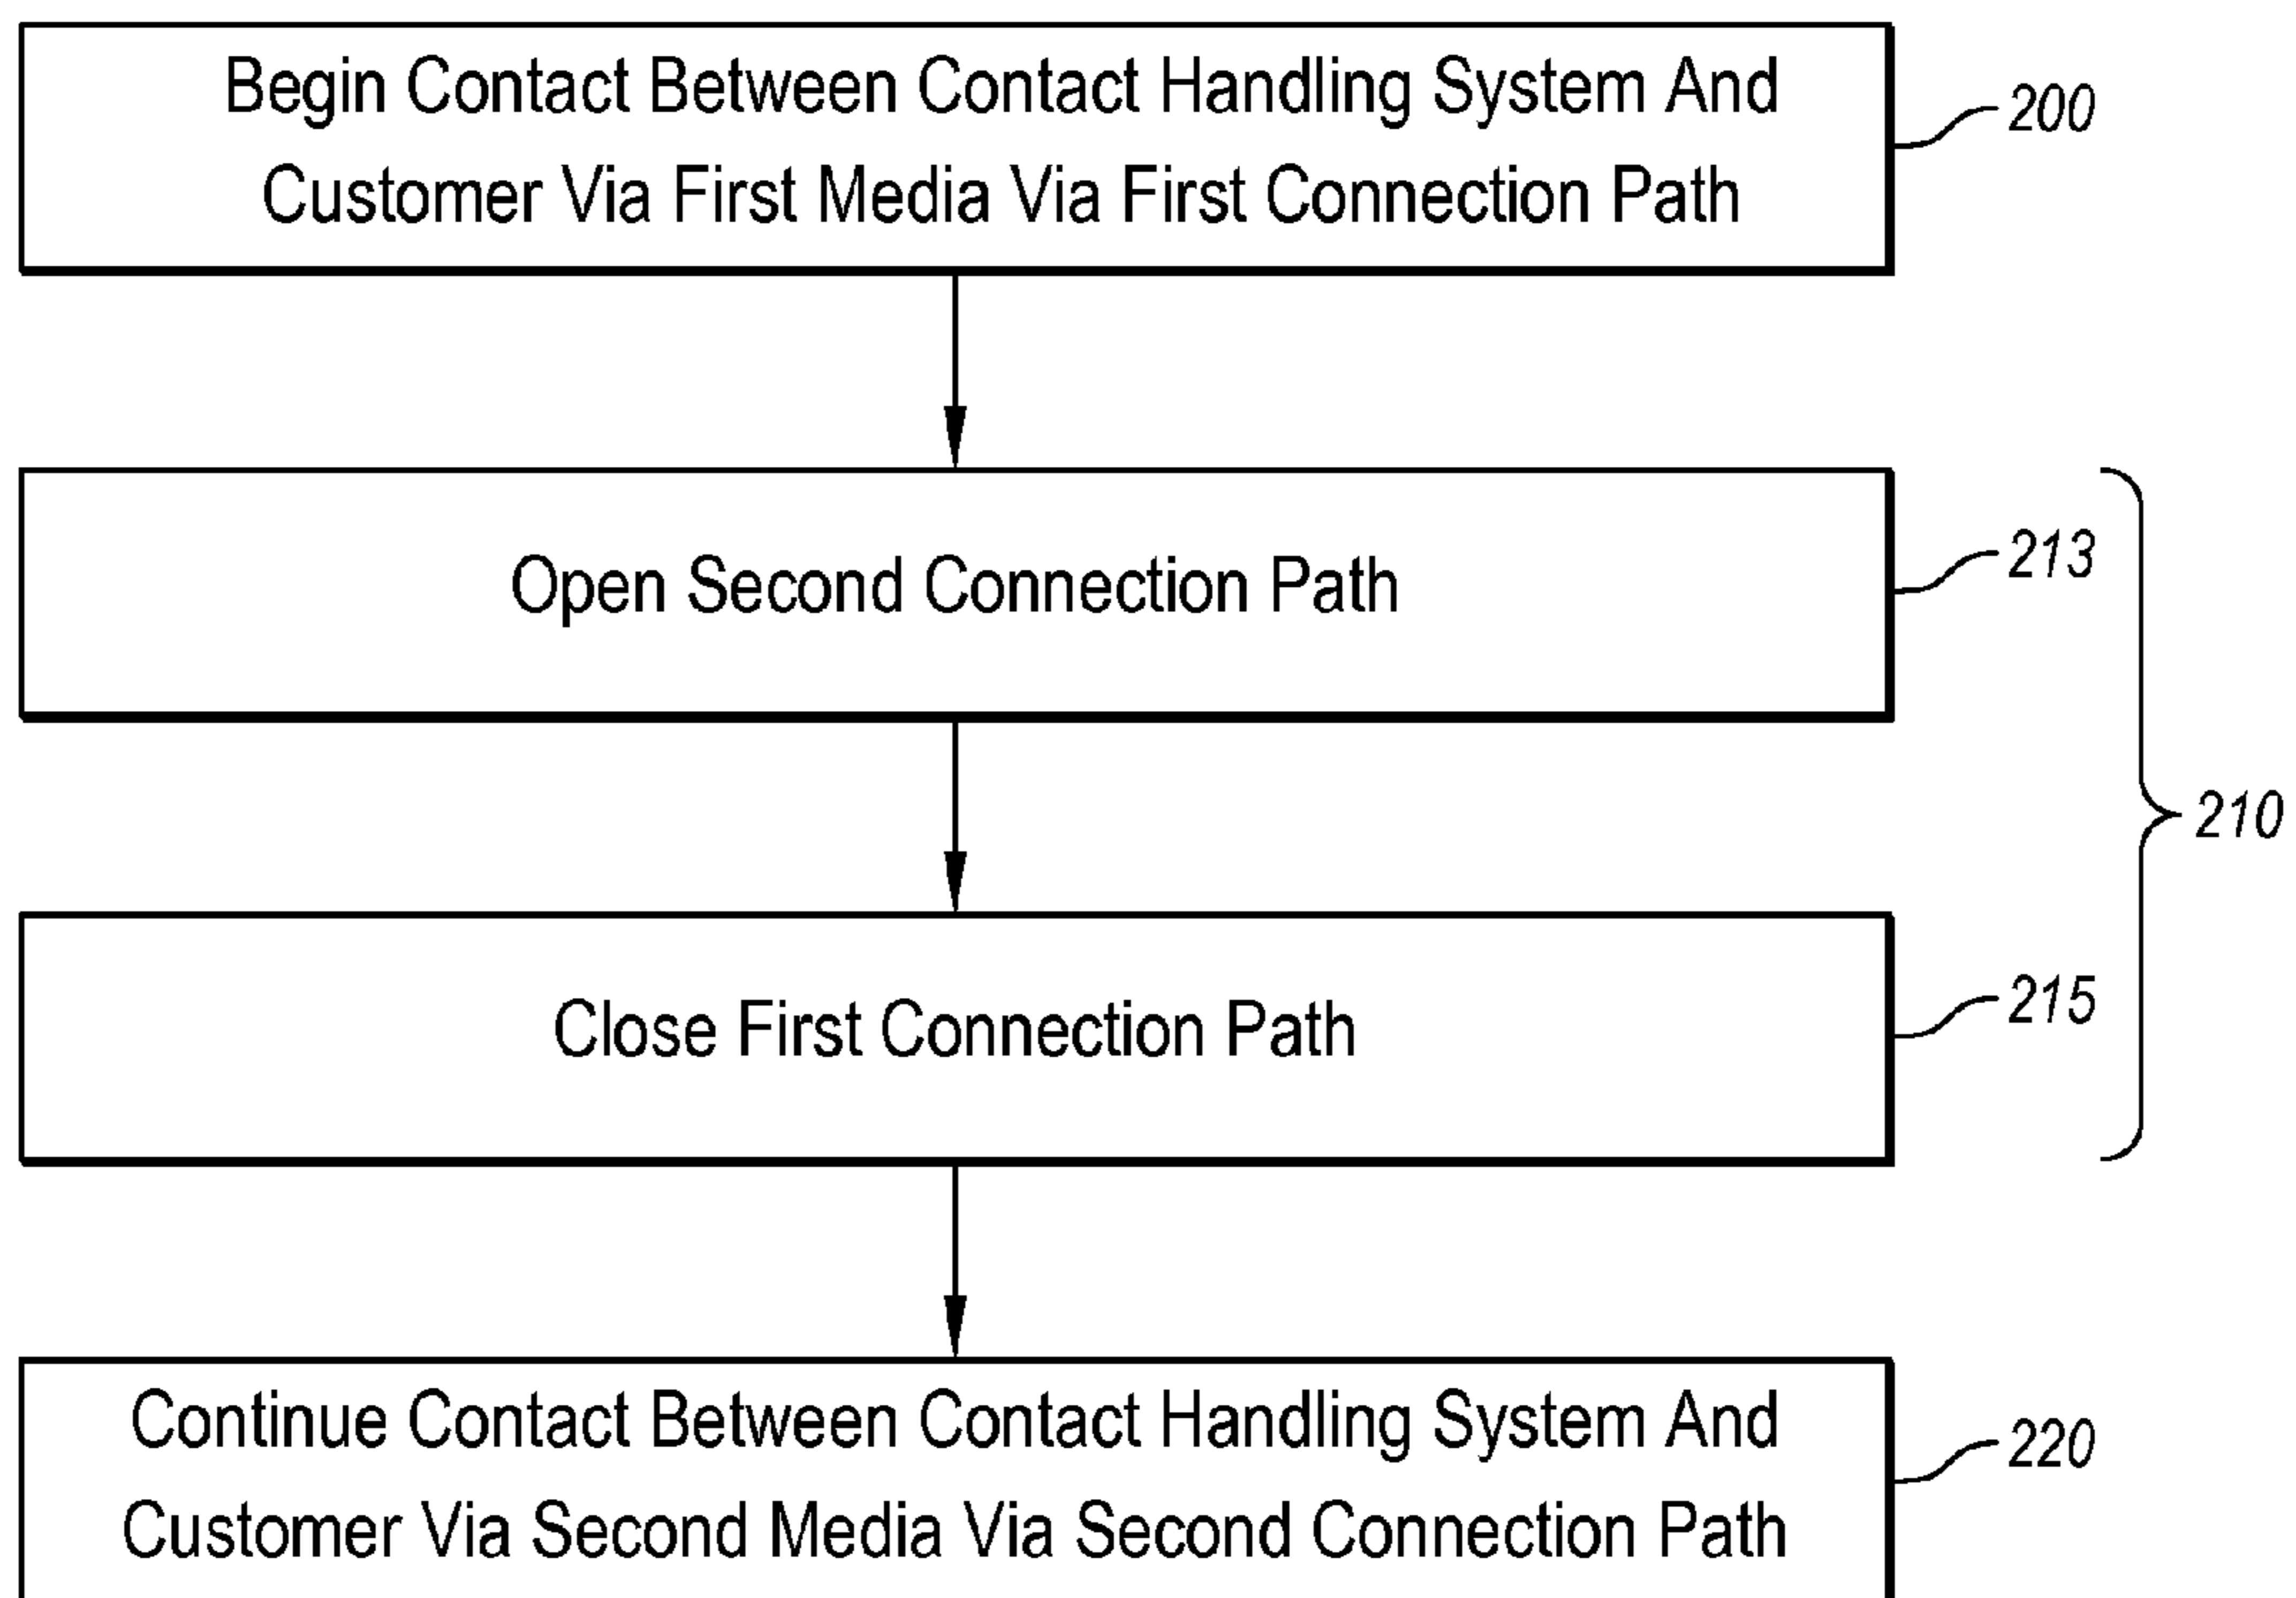 Begin Contact Between Contact Handling System And
Customer Via First Media Via First Connection Path
200
Open Second Connection Path
213
210
Close First Connection Path
215
Continue Contact Between Contact Handling System And
Customer Via Second Media Via Second Connection Path
220